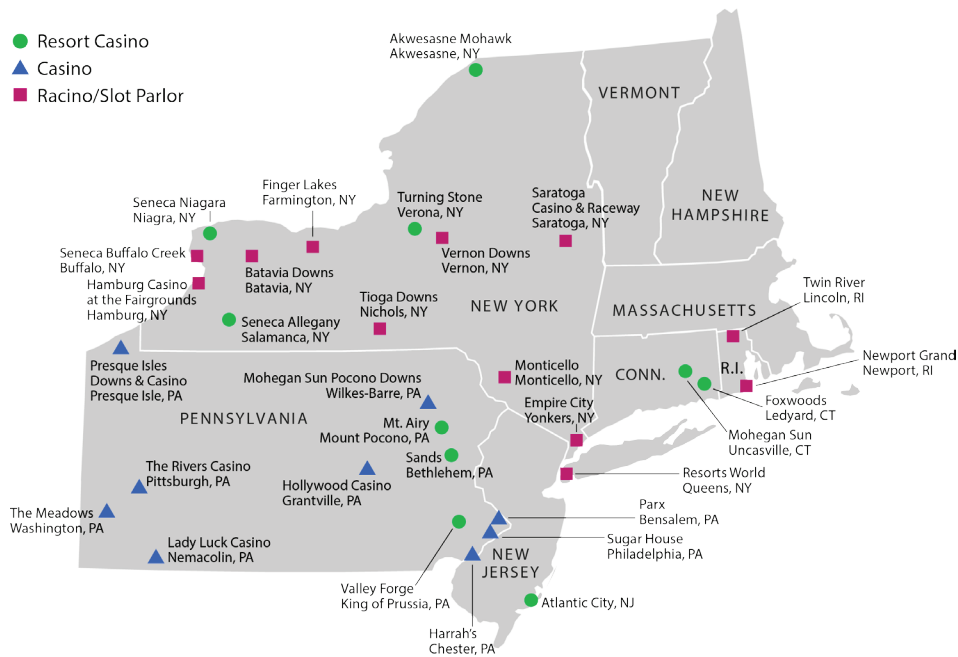 Resort Casino
Casino
Racino/Slot Parlor
Akwesasne Mohawk
Akwesasne, NY
VERMONT
NEW
HAMPSHIRE
Finger Lakes
Farmington, NY
Seneca Niagara
Niagra, NY
Turning Stone
Verona, NY
Saratoga
Casino & Raceway
Saratoga, NY
Seneca Buffalo Creek
Buffalo, NY
Batavia Downs
Batavia, NY
Vernon Downs
Vernon, NY
Hamburg Casino
at the Fairgrounds
Hamburg, NY
Tioga Downs
Nichols, NY
NEW YORK
MASSACHUSETTS
Twin River
Lincoln, RI
Seneca Allegany
Salamanca, NY
Presque Isles
Downs & Casino
Presque Isle, PA
Mohegan Sun Pocono Downs
Wilkes-Barre, PA
Monticello
Monticello, NY
CONN.
R.I.
Newport Grand
Newport, RI
Foxwoods
Ledyard, CT
Mohegan Sun
Uncasville, CT
PENNSYLVANIA
Mt. Airy
Mount Pocono, PA
Empire City
Yonkers, NY
Sands
Bethlehem, PA
The Rivers Casino
Pittsburgh, PA
Hollywood Casino
Grantville, PA
Resorts World
Queens, NY
The Meadows
Washington, PA
Parx
Bensalem, PA
Lady Luck Casino
Nemacolin, PA
Sugar House
Philadelphia, PA
NEW
JERSEY
Valley Forge
King of Prussia, PA
Atlantic City, NJ
Harrah's
Chester, PA